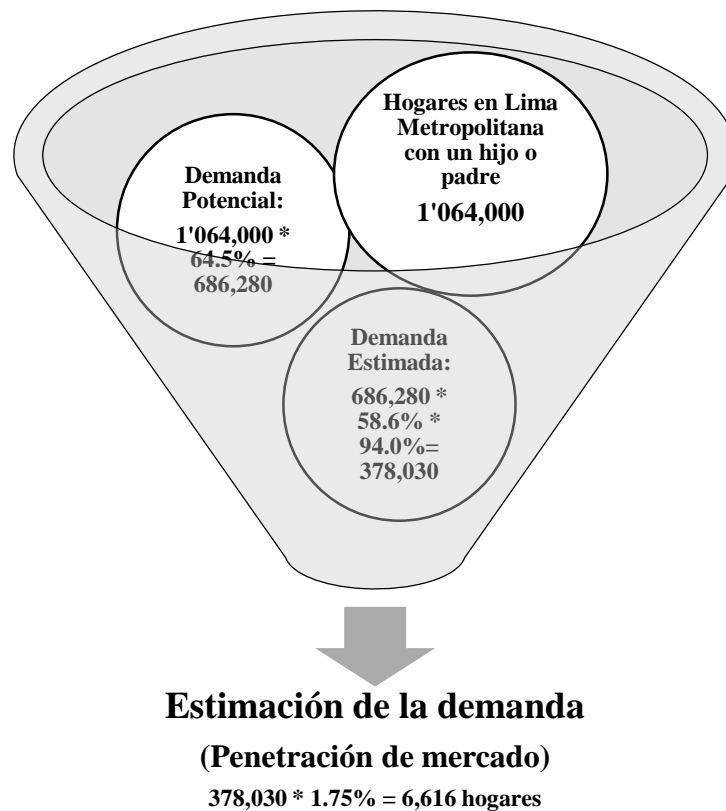 Hogares en Lima
Metropolitana
con un hijo o
padre
1'064,000
Demanda
Potencial:
1'064,000 *
64.5% =
686,280
Demanda
Estimada:
686,280 *
58.6% *
94.0%=
378,030
Estimación de la demanda
(Penetración de mercado)
378,030 * 1.75% = 6,616 hogares